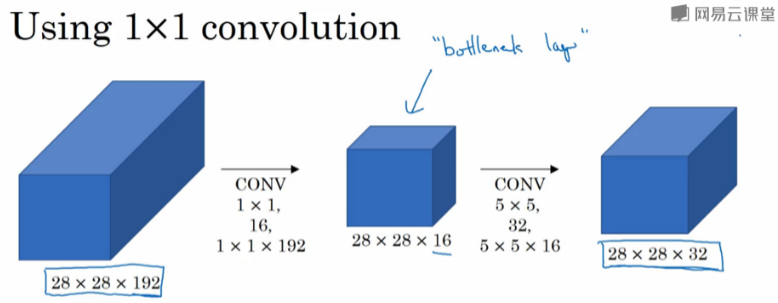 Using 1×1 convolution
网易云课堂
"bottleneck layer"
CONV
1 × 1,
16,
1 × 1 × 192
CONV
5 × 5,
32,
5 × 5 × 16
28 × 28 × 192
28 × 28 × 16
28 × 28 × 32